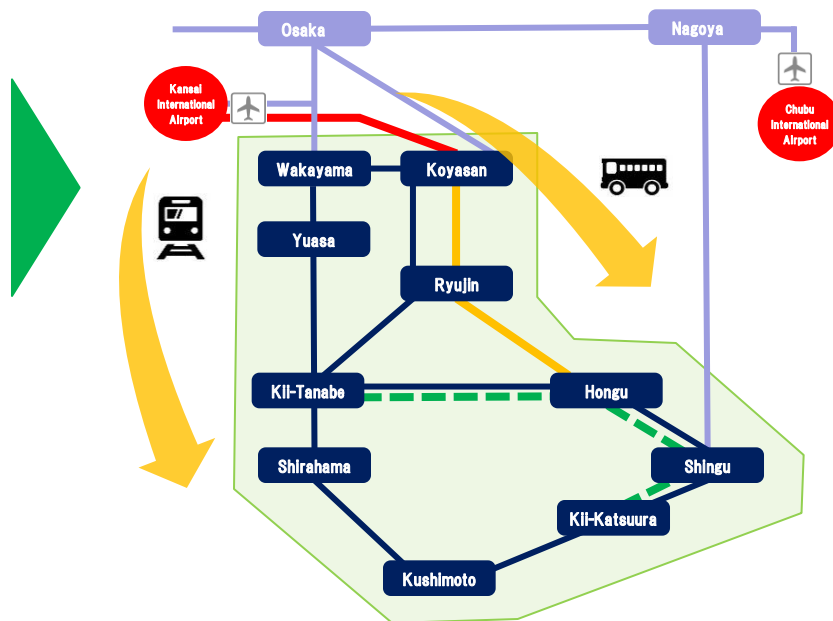 Osaka
Nagoya
Kansai
International
Airport
Chubu
International
Airport
Wakayama
Koyasan
Yuasa
Ryujin
Kii-Tanabe
Hongu
Shirahama
Shingu
Kii-Katsuura
Kushimoto